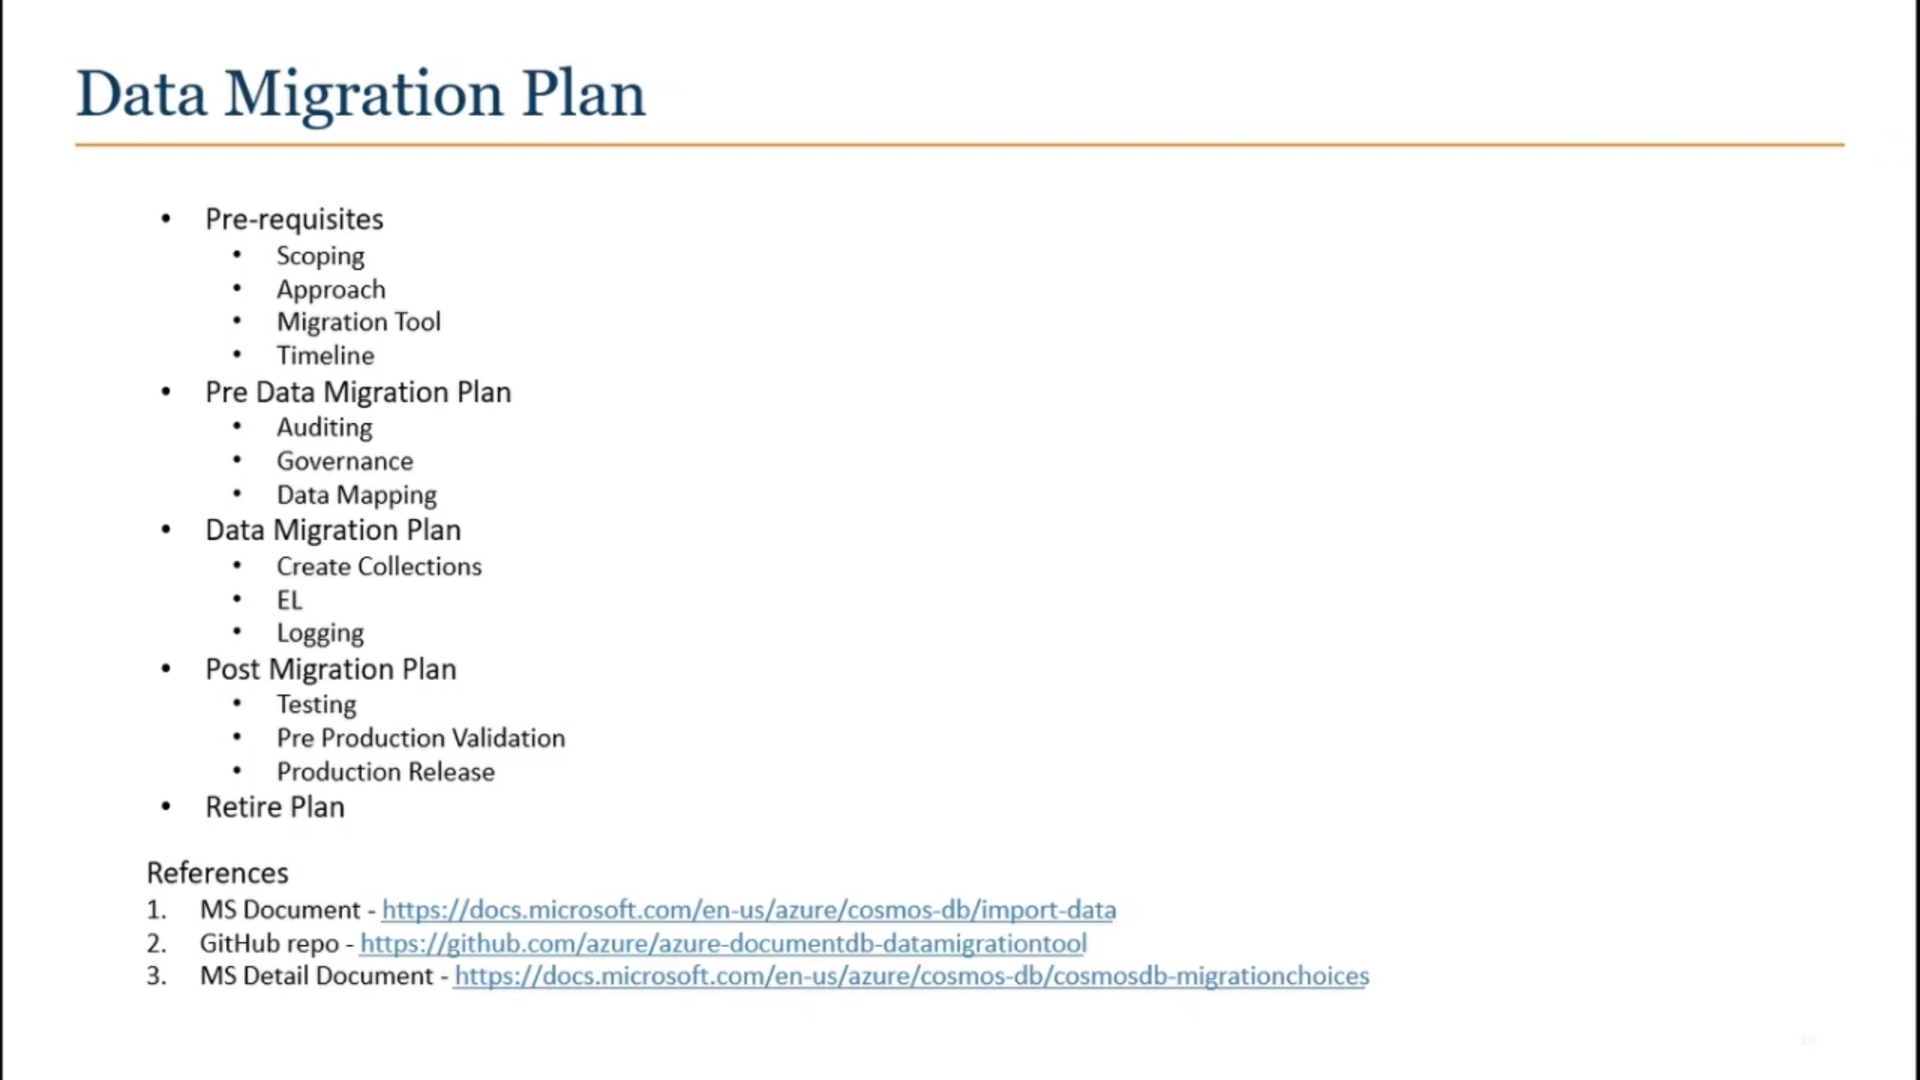 Data Migration Plan
• Pre-requisites
• Scoping
• Approach
• Migration Tool
• Timeline
• Pre Data Migration Plan
• Auditing
• Governance
• Data Mapping
• Data Migration Plan
• Create Collections
• EL
• Logging
• Post Migration Plan
• Testing
• Pre Production Validation
• Production Release
• Retire Plan
References
1. MS Document - https://docs.microsoft.com/en-us/azure/cosmos-db/import-data
2. GitHub repo - https://github.com/azure/azure-documentdb-datamigrationtool
3. MS Detail Document - https://docs.microsoft.com/en-us/azure/cosmos-db/cosmosdb-migrationchoices